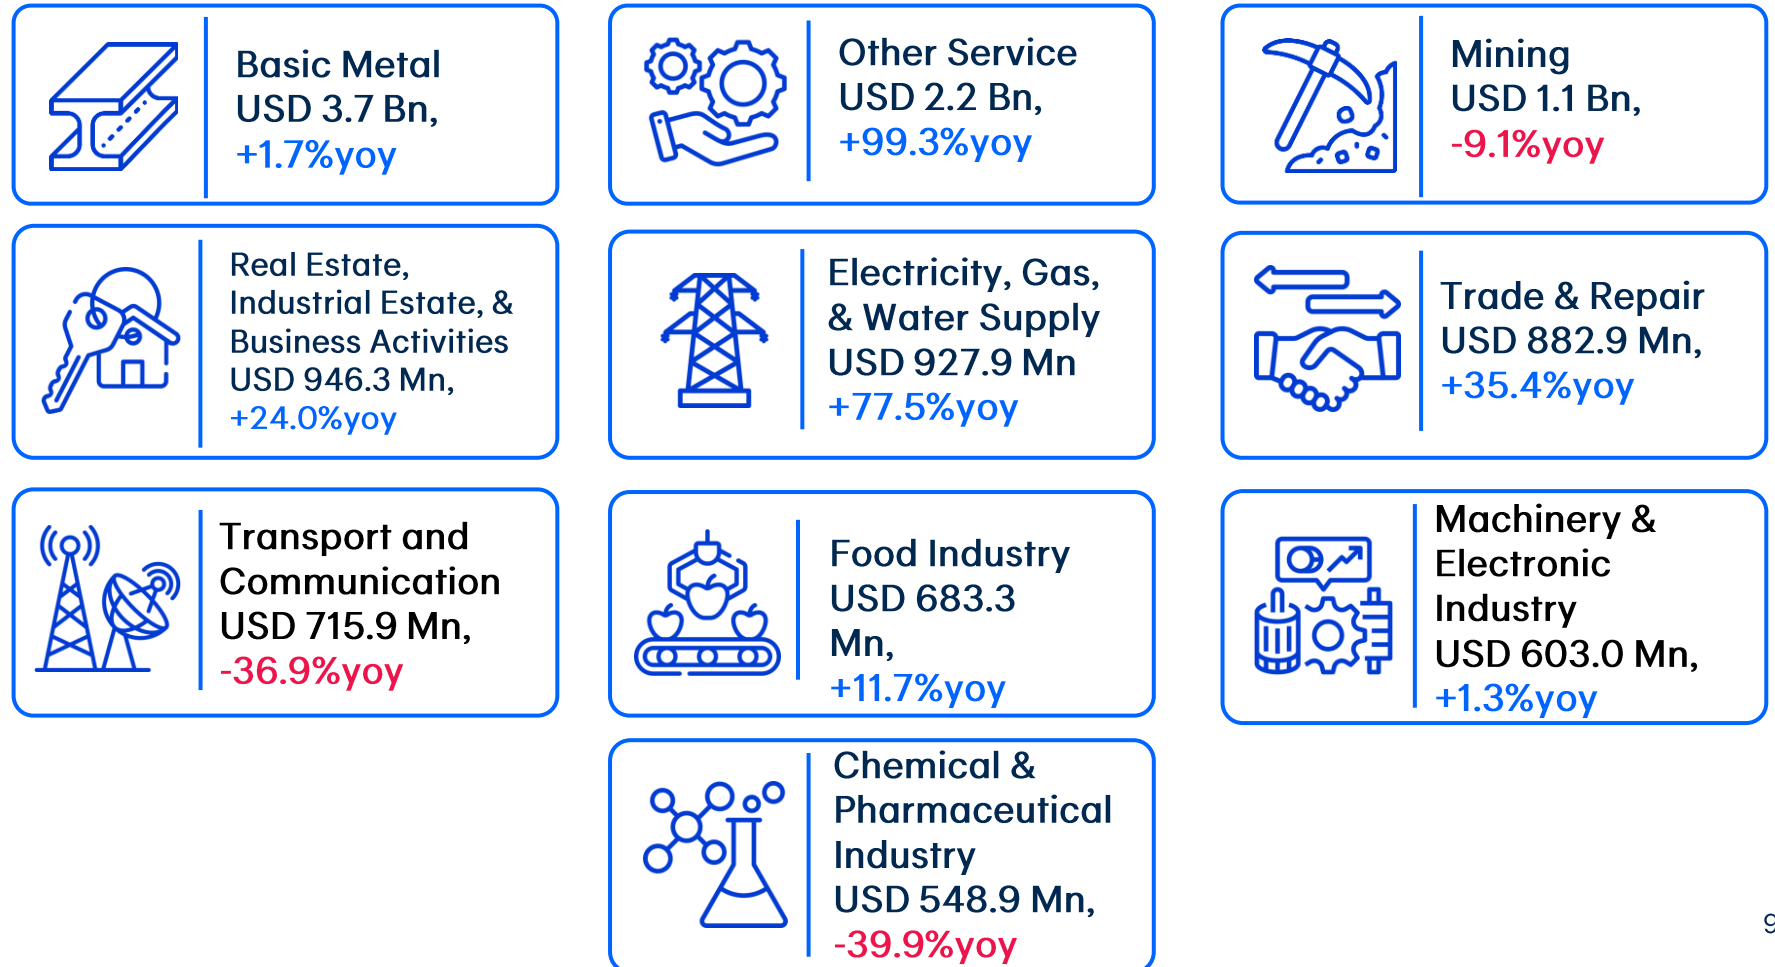 Basic Metal
USD 3.7 Bn,
+1.7%yoy
Other Service
USD 2.2 Bn,
+99.3%yoy
Mining
USD 1.1 Bn,
-9.1%yoy
Real Estate,
Industrial Estate, &
Business Activities
USD 946.3 Mn,
+24.0%yoy
Electricity, Gas,
& Water Supply
USD 927.9 Mn
+77.5%yoy
Trade & Repair
USD 882.9 Mn,
+35.4%yoy
Transport and
Communication
USD 715.9 Mn,
-36.9%yoy
Food Industry
USD 683.3
Mn,
+11.7%yoy
Machinery &
Electronic
Industry
USD 603.0 Mn,
+1.3%yoy
Chemical &
Pharmaceutical
Industry
USD 548.9 Mn,
-39.9%yoy
9